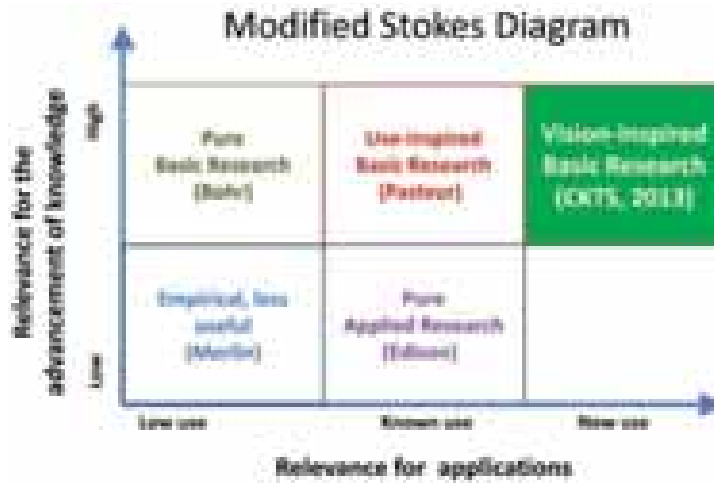 Modified Stokes Diagram
Relevance for the
advancement of knowledge
High
Low
Pure
Basic Research
(Bohr)
Use-inspired
Basic Research
(Pasteur)
Vision-inspired
Basic Research
(CKTS, 2013)
Empirical, less
useful
(Merlin)
Pure
Applied Research
(Edison)
Low use
Known use
New use
Relevance for applications